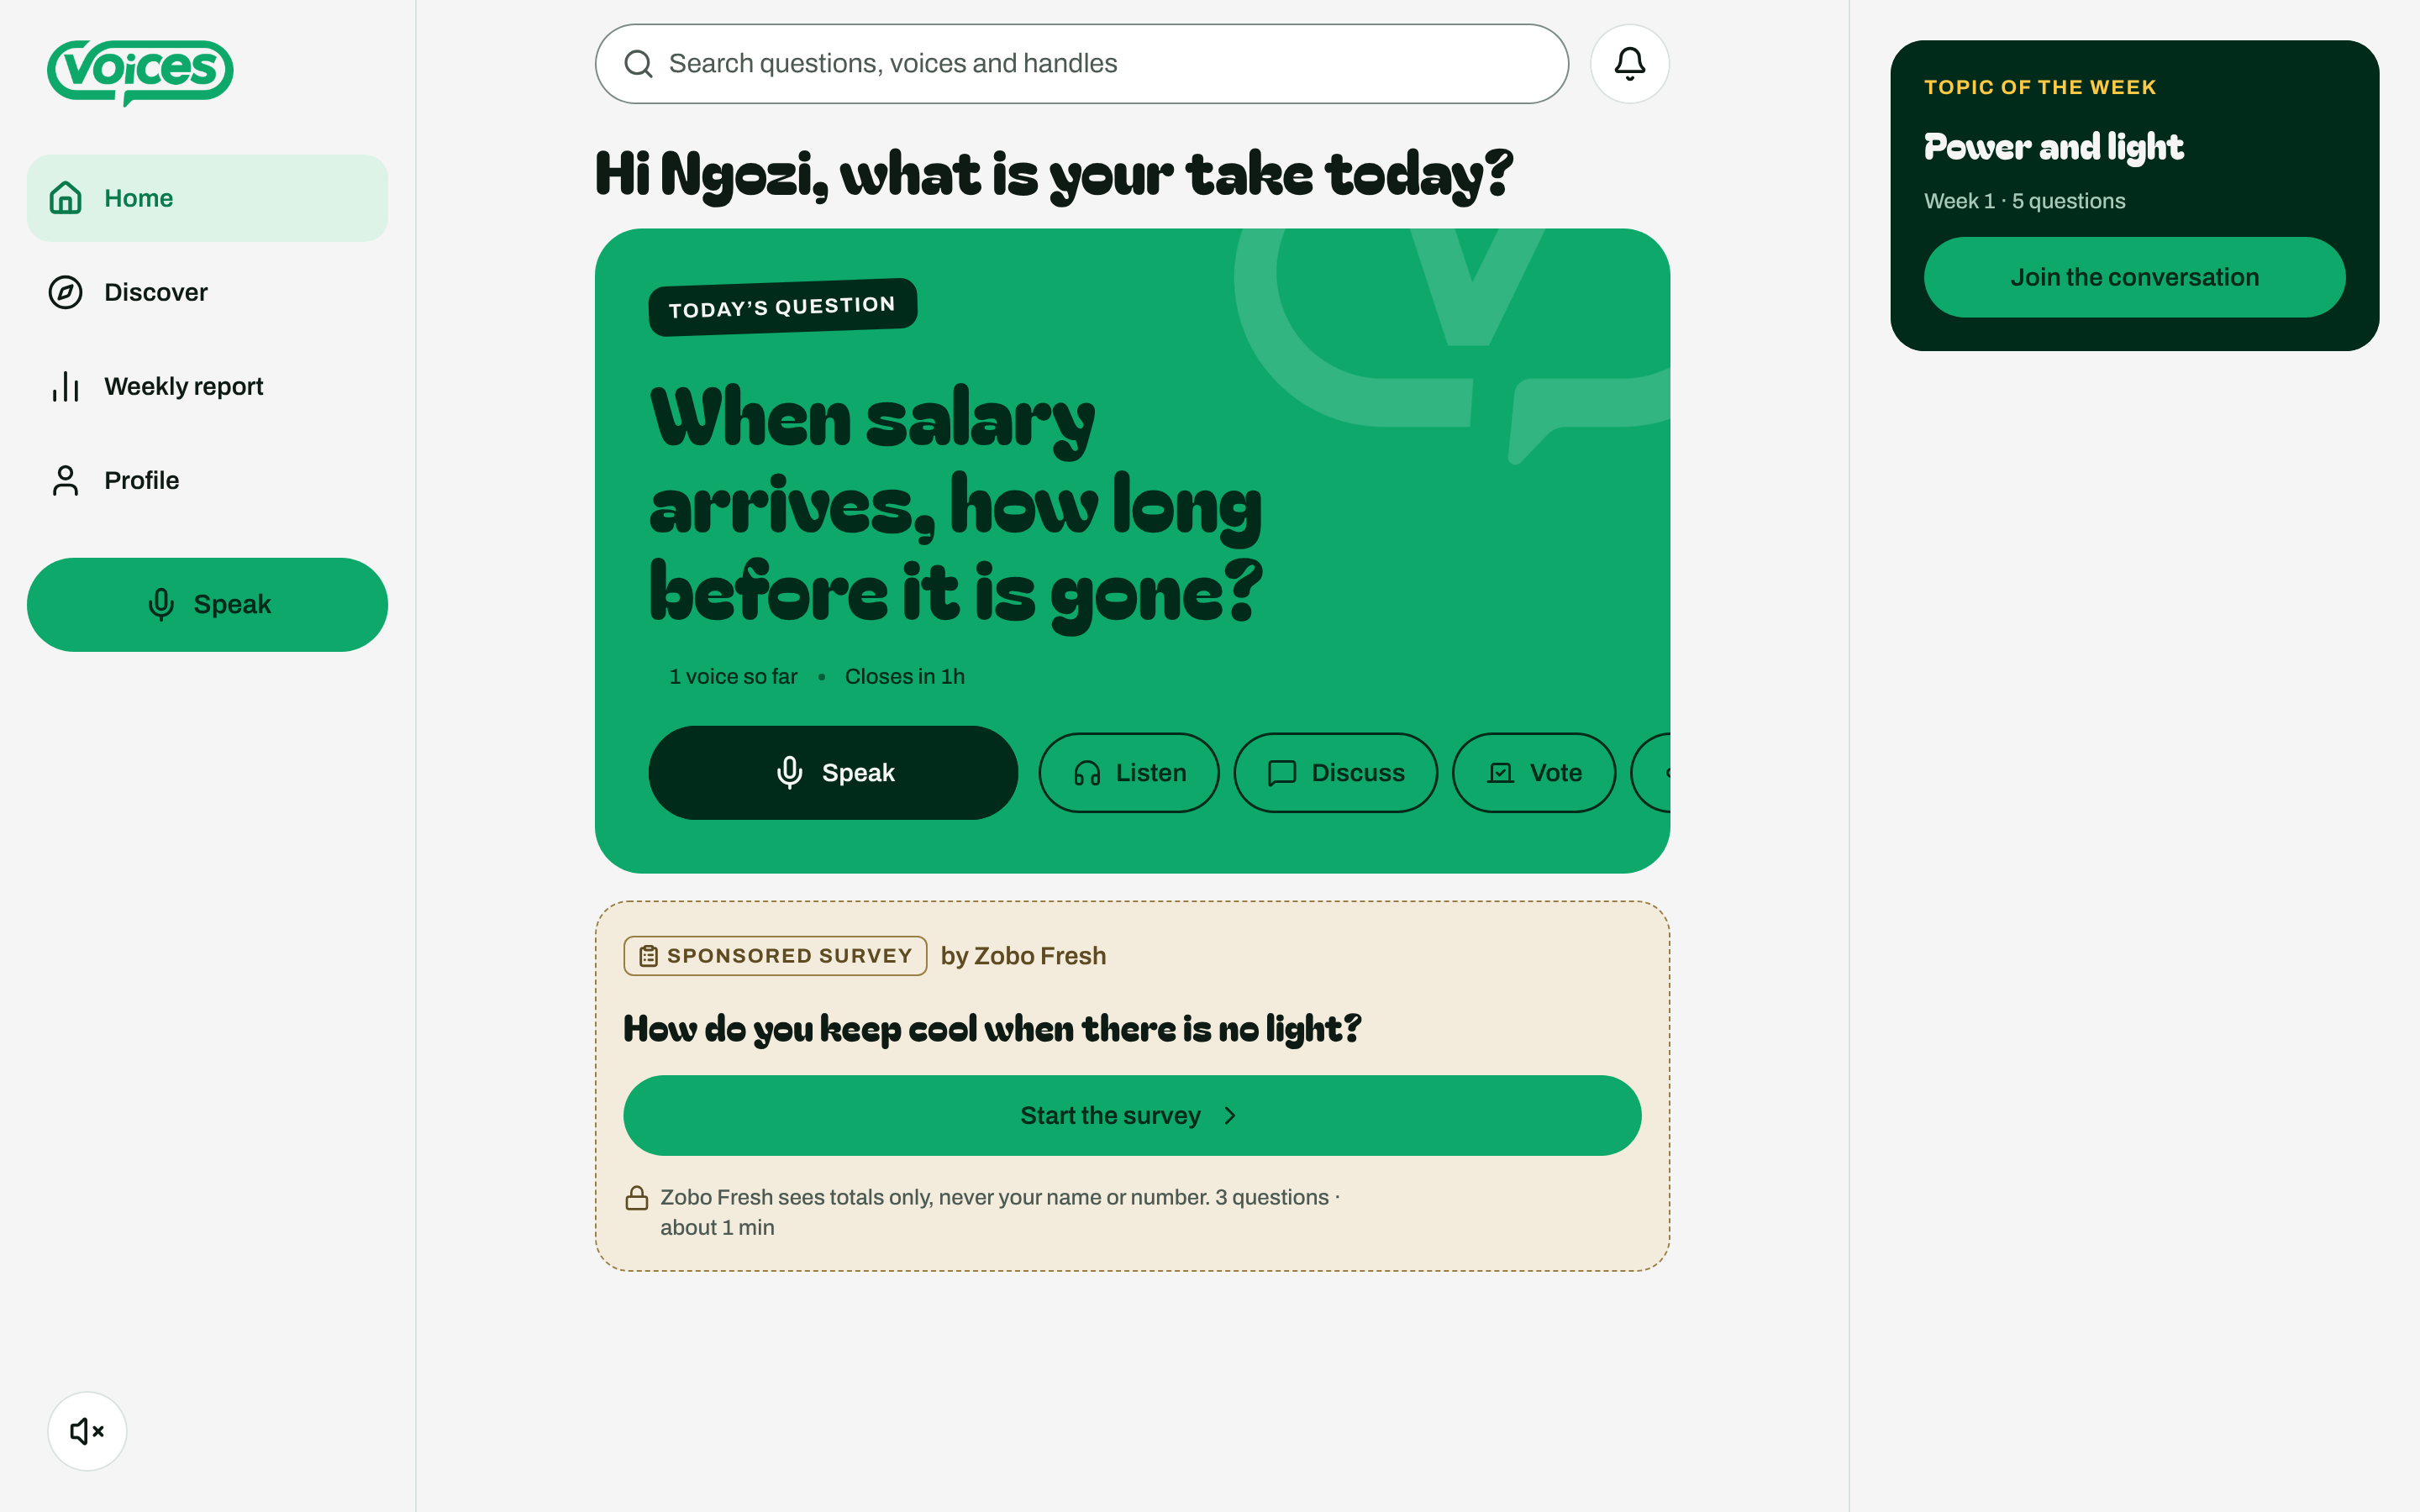 voices
Home
Discover
Weekly report
Profile
Speak
Search questions, voices and handles
Hi Ngozi, what is your take today?
TODAY’S QUESTION
When salary
arrives, how long
before it is gone?
1 voice so far • Closes in 1h
Speak
Listen
Discuss
Vote
SPONSORED SURVEY by Zobo Fresh
How do you keep cool when there is no light?
Start the survey
Zobo Fresh sees totals only, never your name or number. 3 questions ·
about 1 min
TOPIC OF THE WEEK
Power and light
Week 1 · 5 questions
Join the conversation